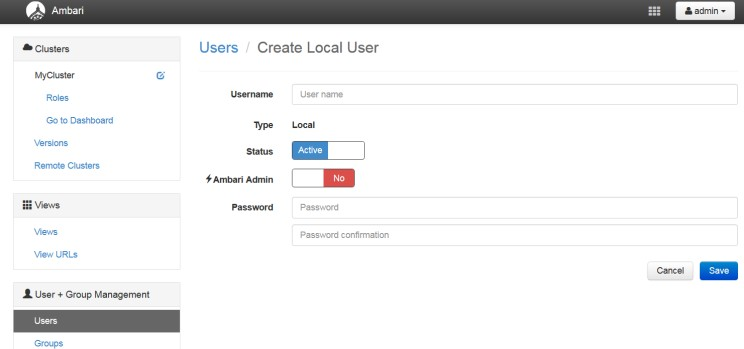 Ambari
admin
Clusters
MyCluster
Roles
Go to Dashboard
Versions
Remote Clusters
Views
Views
View URLs
User + Group Management
Users
Groups
Users / Create Local User
Username User name
Type Local
Status Active
Ambari Admin No
Password Password
Password confirmation
Cancel Save